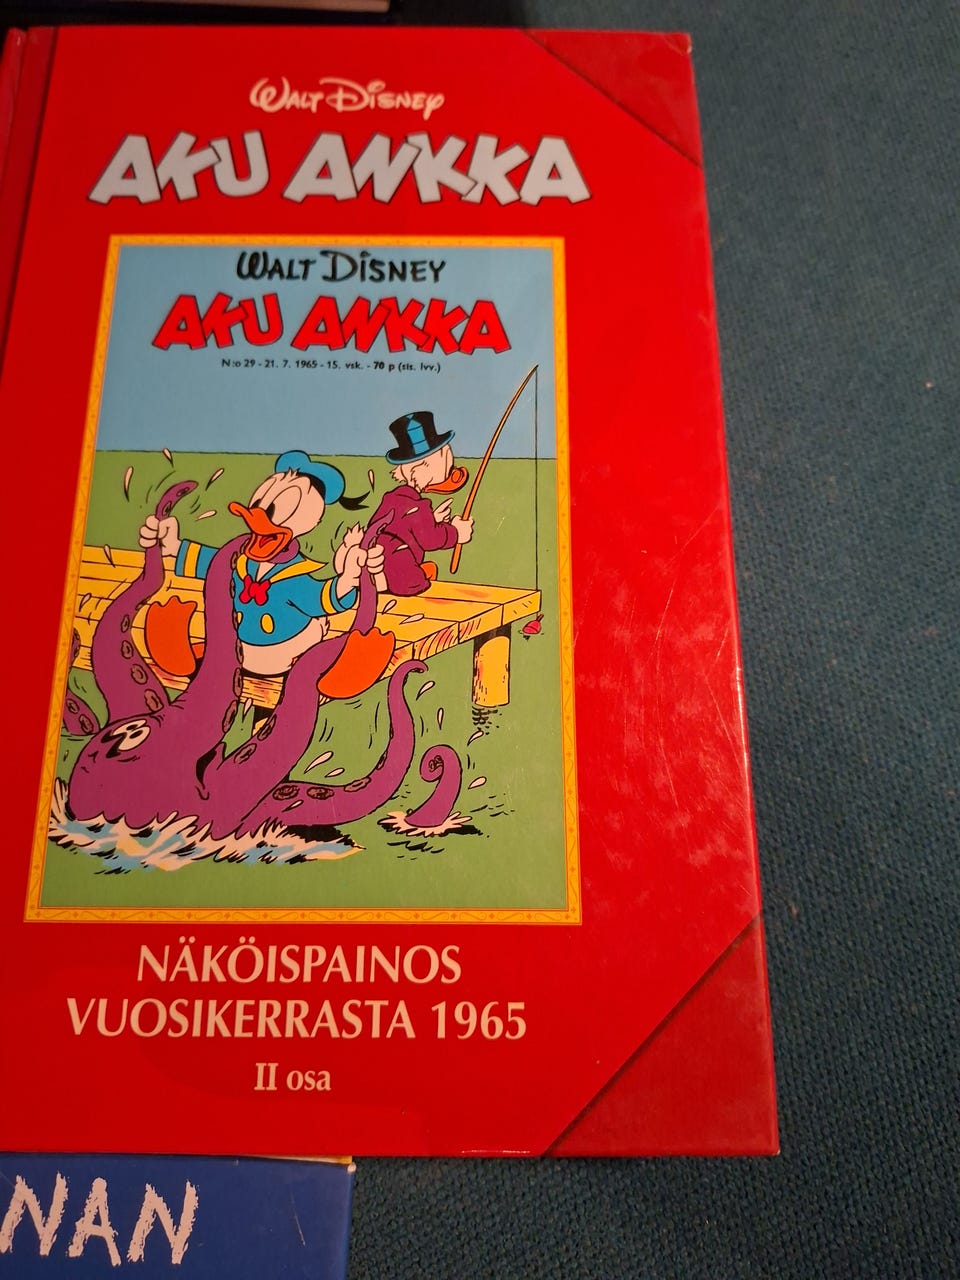 WALT DISNEY
AKU ANKKA
WALT DISNEY
AKU ANKKA
N:o 29 - 21. 7. 1965 - 15. vsk. - 70 p (sis. lvv.)
NÄKÖISPAINOS
VUOSIKERRASTA 1965
II osa
NAN